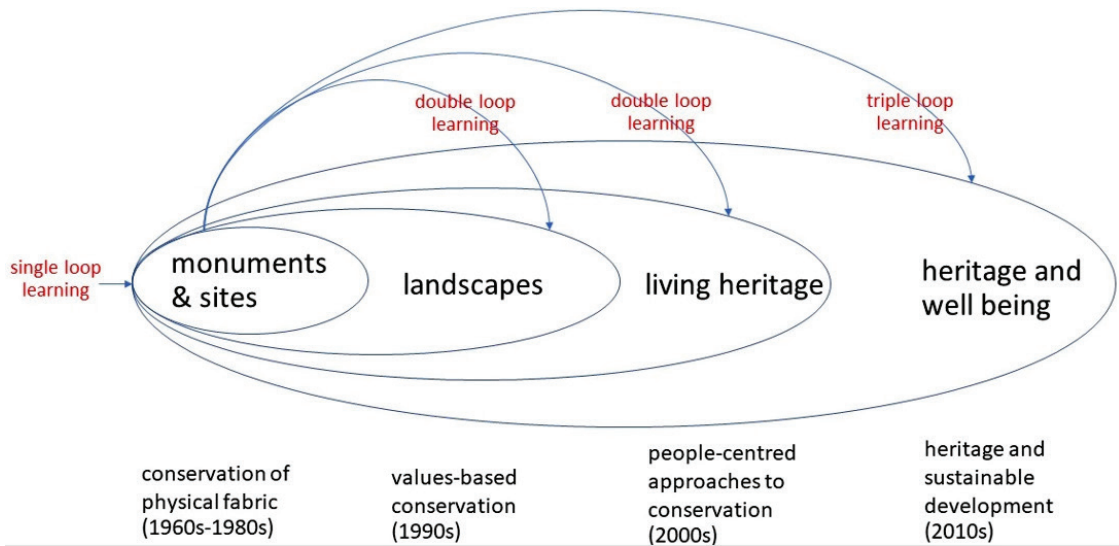 double loop
learning
double loop
learning
triple loop
learning
single loop
learning
monuments
& sites
landscapes
living heritage
heritage and
well being
conservation of
physical fabric
(1960s-1980s)
values-based
conservation
(1990s)
people-centred
approaches to
conservation
(2000s)
heritage and
sustainable
development
(2010s)